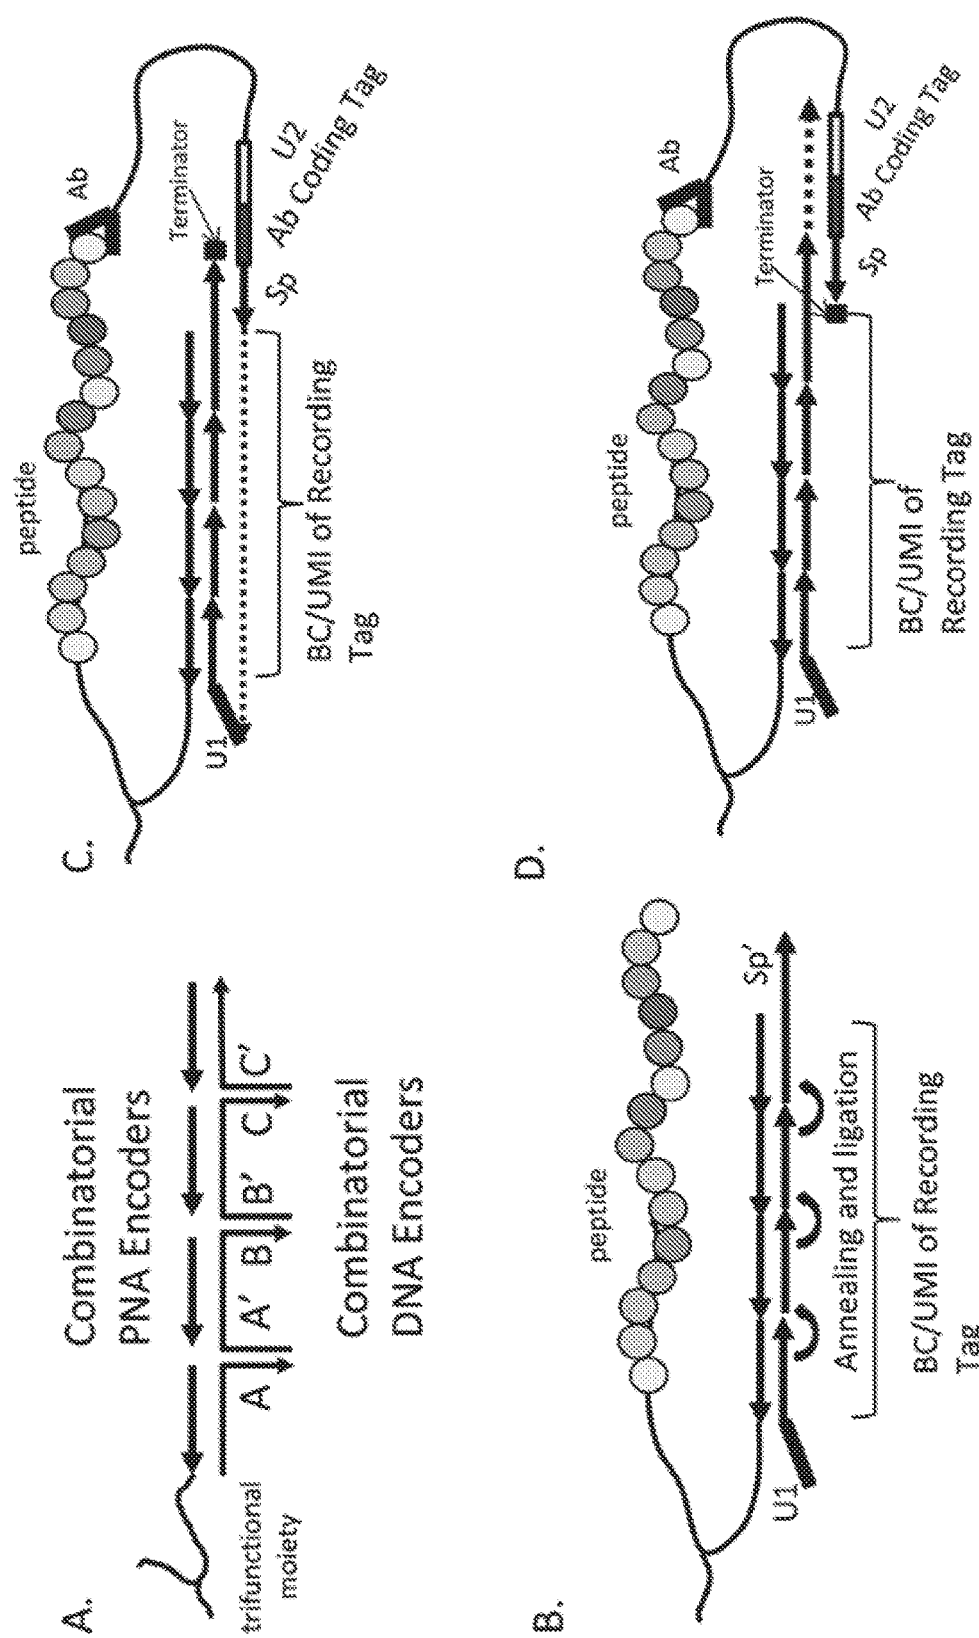 A.
Combinatorial
PNA Encoders
trifunctional
moiety
A
A'
B
B'
C
C'
Combinatorial
DNA Encoders
B.
peptide
U1
Sp'
Annealing and ligation
BC/UMI of Recording
Tag
C.
peptide
Ab
Terminator
U1
Sp
U2
Ab Coding Tag
BC/UMI of Recording
Tag
D.
peptide
Ab
Terminator
U1
Sp
U2
Ab Coding Tag
BC/UMI of
Recording Tag